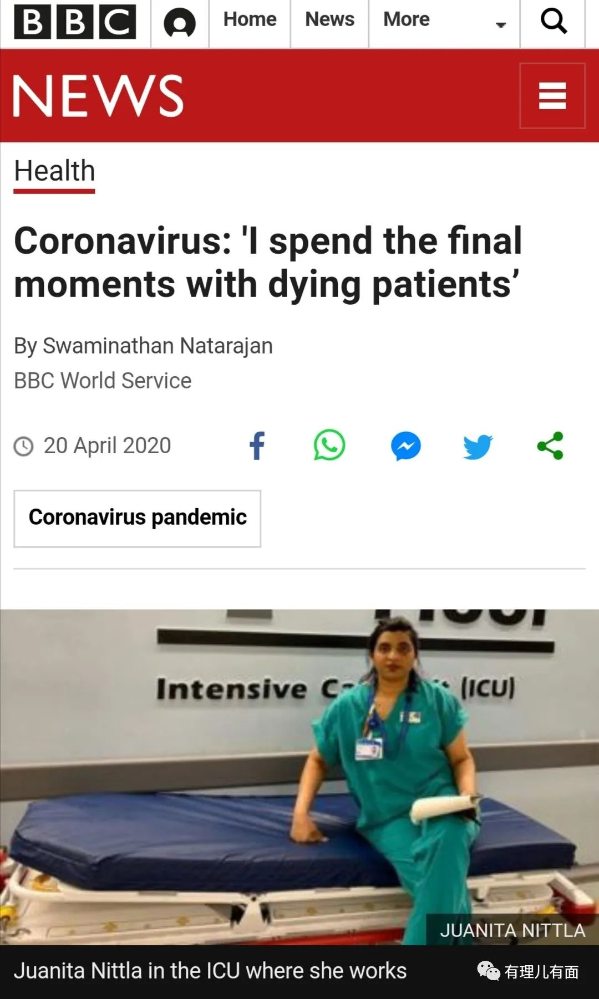 BBC
Home
News
More
NEWS
Health
Coronavirus: 'I spend the final
moments with dying patients’
By Swaminathan Natarajan
BBC World Service
20 April 2020
Coronavirus pandemic
Intensive (ICU)
JUANITA NITTLA
Juanita Nittla in the ICU where she works
有理儿有面